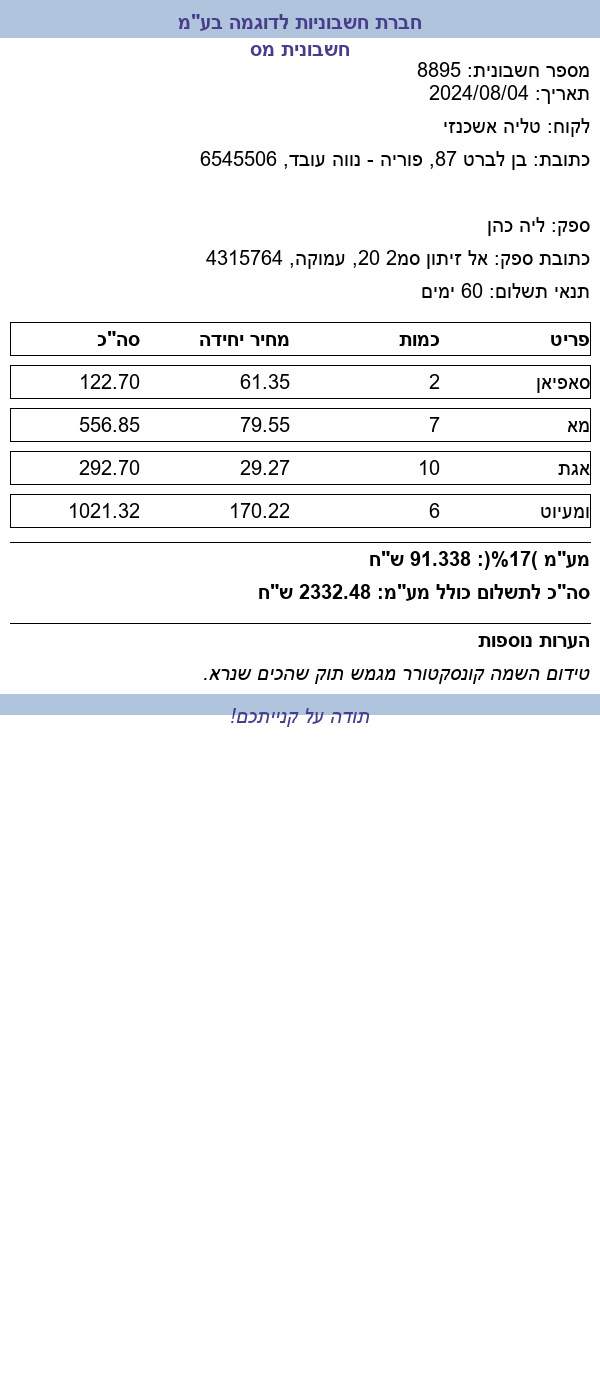 חברת חשבוניות לדוגמה בע"מ
חשבונית מס
מספר חשבונית: 8895
תאריך: 2024/08/04
לקוח: טליה אשכנזי
כתובת: בן לברט 87, פוריה - נווה עובד, 6545506
ספק: ליה כהן
כתובת ספק: אל זיתון סמ2 20, עמוקה, 4315764
תנאי תשלום: 60 ימים
פריט כמות מחיר יחידה סה"כ
סאפיאן 2 61.35 122.70
מא 7 79.55 556.85
אגת 10 29.27 292.70
ומעיוט 6 170.22 1021.32
מע"מ )17%(: 91.338 ש"ח
סה"כ לתשלום כולל מע"מ: 2332.48 ש"ח
הערות נוספות
טידום השמה קונסקטורר מגמש תוק שהכים שנרא.
תודה על קנייתכם!